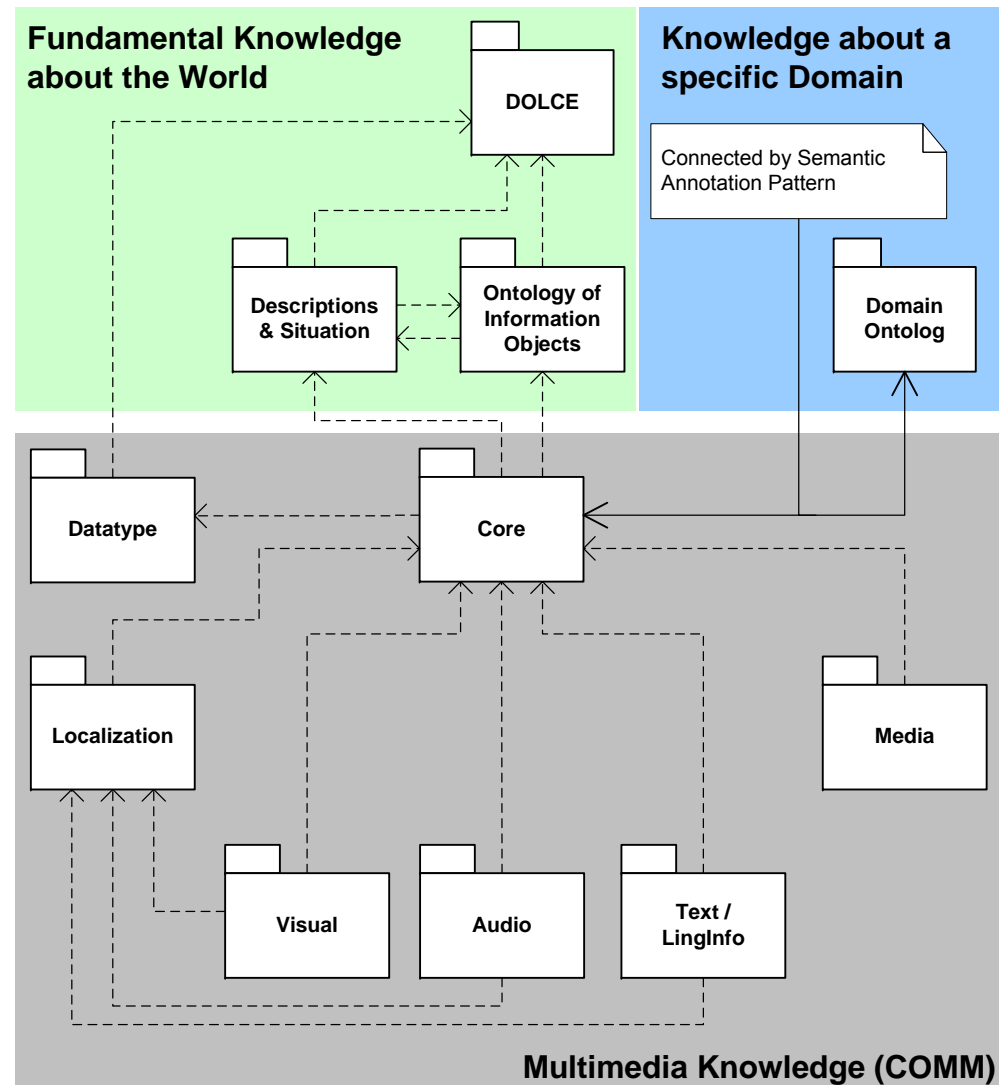 Fundamental Knowledge
about the World
DOLCE
Descriptions
& Situation
Ontology of
Information
Objects
Knowledge about a
specific Domain
Connected by Semantic
Annotation Pattern
Domain
Ontolog
Datatype
Core
Localization
Media
Visual
Audio
Text /
LingInfo
Multimedia Knowledge (COMM)